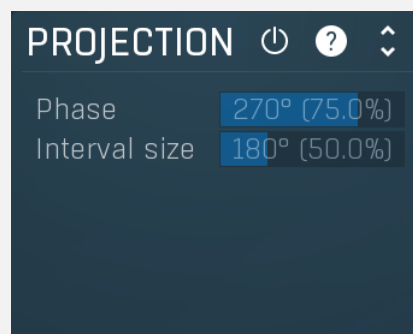 PROJECTION ?
Phase 270° (75.0%)
Interval size 180° (50.0%)